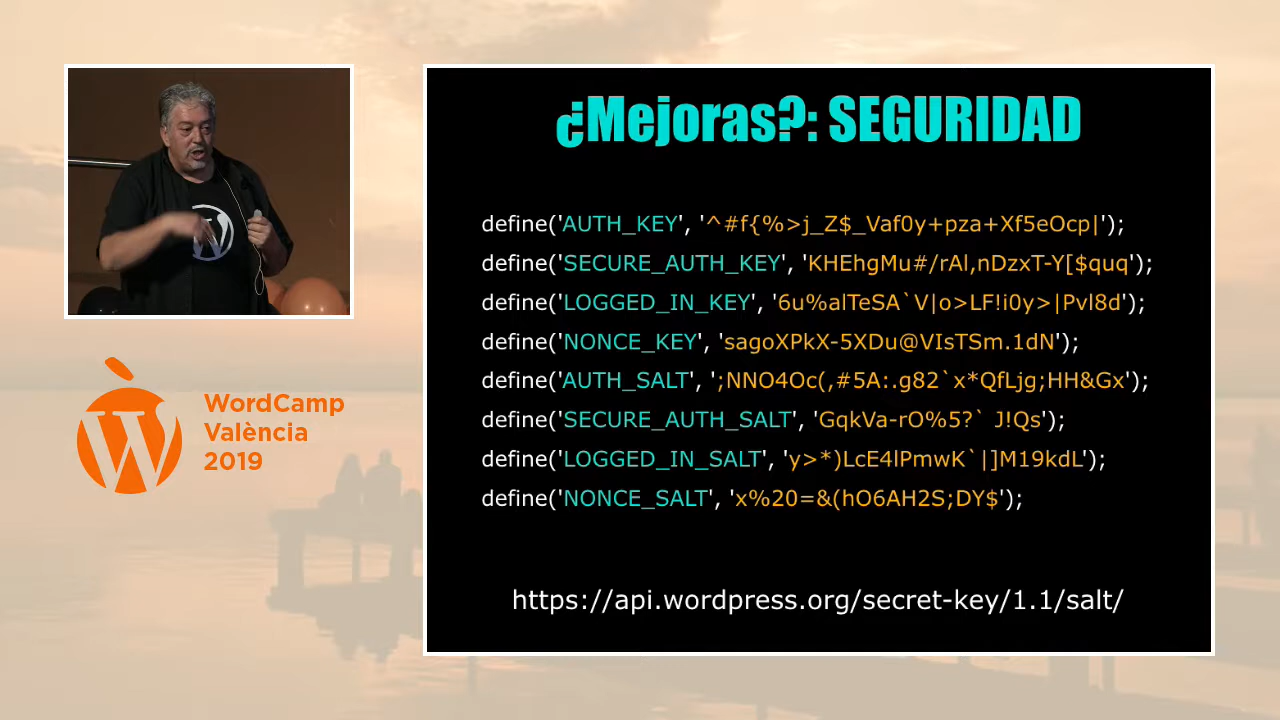 ¿Mejoras?: SEGURIDAD
define('AUTH_KEY', '^#f{%>j_Z$_Vaf0y+pza+Xf5eOcp|');
define('SECURE_AUTH_KEY', 'KHEhgMu#/rAl,nDzxT-Y[$quq');
define('LOGGED_IN_KEY', '6u%alTeSA`V|o>LF!i0y>|Pvl8d');
define('NONCE_KEY', 'sagoXPkX-5XDu@VIsTSm.1dN');
define('AUTH_SALT', ';NNO4Oc(,#5A:.g82`x*QfLjg;HH&Gx');
define('SECURE_AUTH_SALT', 'GqkVa-rO%5?` J!Qs');
define('LOGGED_IN_SALT', 'y>*)LcE4lPmwK`|]M19kdL');
define('NONCE_SALT', 'x%20=&(hO6AH2S;DY$');
https://api.wordpress.org/secret-key/1.1/salt/
WordCamp
València
2019